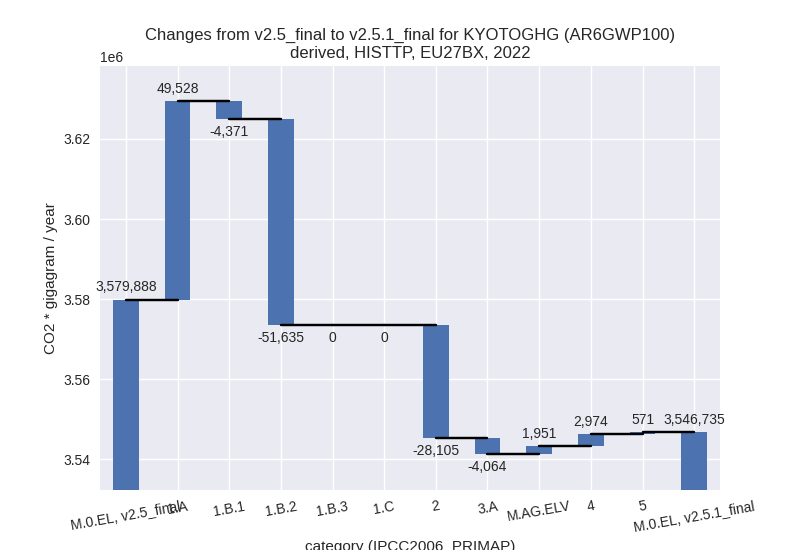 Changes from v2.5_final to v2.5.1_final for KYOTOGHG (AR6GWP100)
derived, HISTTP, EU27BX, 2022
1e6
49,528
3.62
-4,371
3.60
CO2 * gigagram / year
3,579,888
3.58
-51,635
0
0
3.56
3.54
-28,105
-4,064
1,951
2,974
571
3,546,735
M.0.EL, v2.5_final
1.A
1.B.1
1.B.2
1.B.3
1.C
2
3.A
M.AG.ELV
4
5
M.0.EL, v2.5.1_final
category (IPCC2006_PRIMAP)